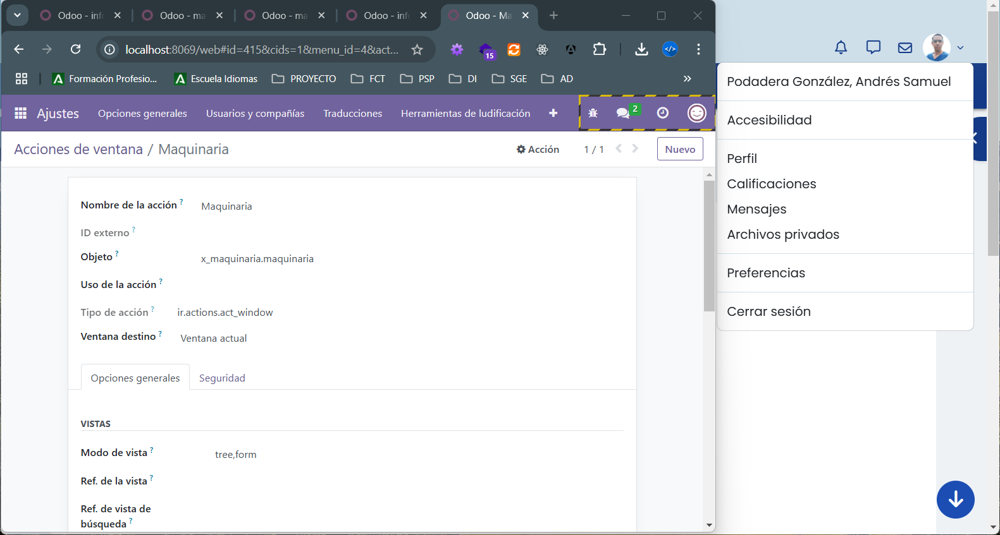 Odoo - inf
Odoo - ma
Odoo - ma
Odoo - inf
Odoo - Ma
localhost:8069/web#id=415&cids=1&menu_id=4&act...
15
Formación Profesio...
Escuela Idiomas
PROYECTO
FCT
PSP
DI
SGE
AD
Ajustes
Opciones generales
Usuarios y compañías
Traducciones
Herramientas de ludificación
2
Acciones de ventana / Maquinaria
Acción
1 / 1
Nuevo
Nombre de la acción ?
Maquinaria
ID externo ?
Objeto ?
x_maquinaria.maquinaria
Uso de la acción ?
Tipo de acción ?
ir.actions.act_window
Ventana destino ?
Ventana actual
Opciones generales
Seguridad
VISTAS
Modo de vista ?
tree,form
Ref. de la vista ?
Ref. de vista de
búsqueda ?
Podadera González, Andrés Samuel
Accesibilidad
Perfil
Calificaciones
Mensajes
Archivos privados
Preferencias
Cerrar sesión